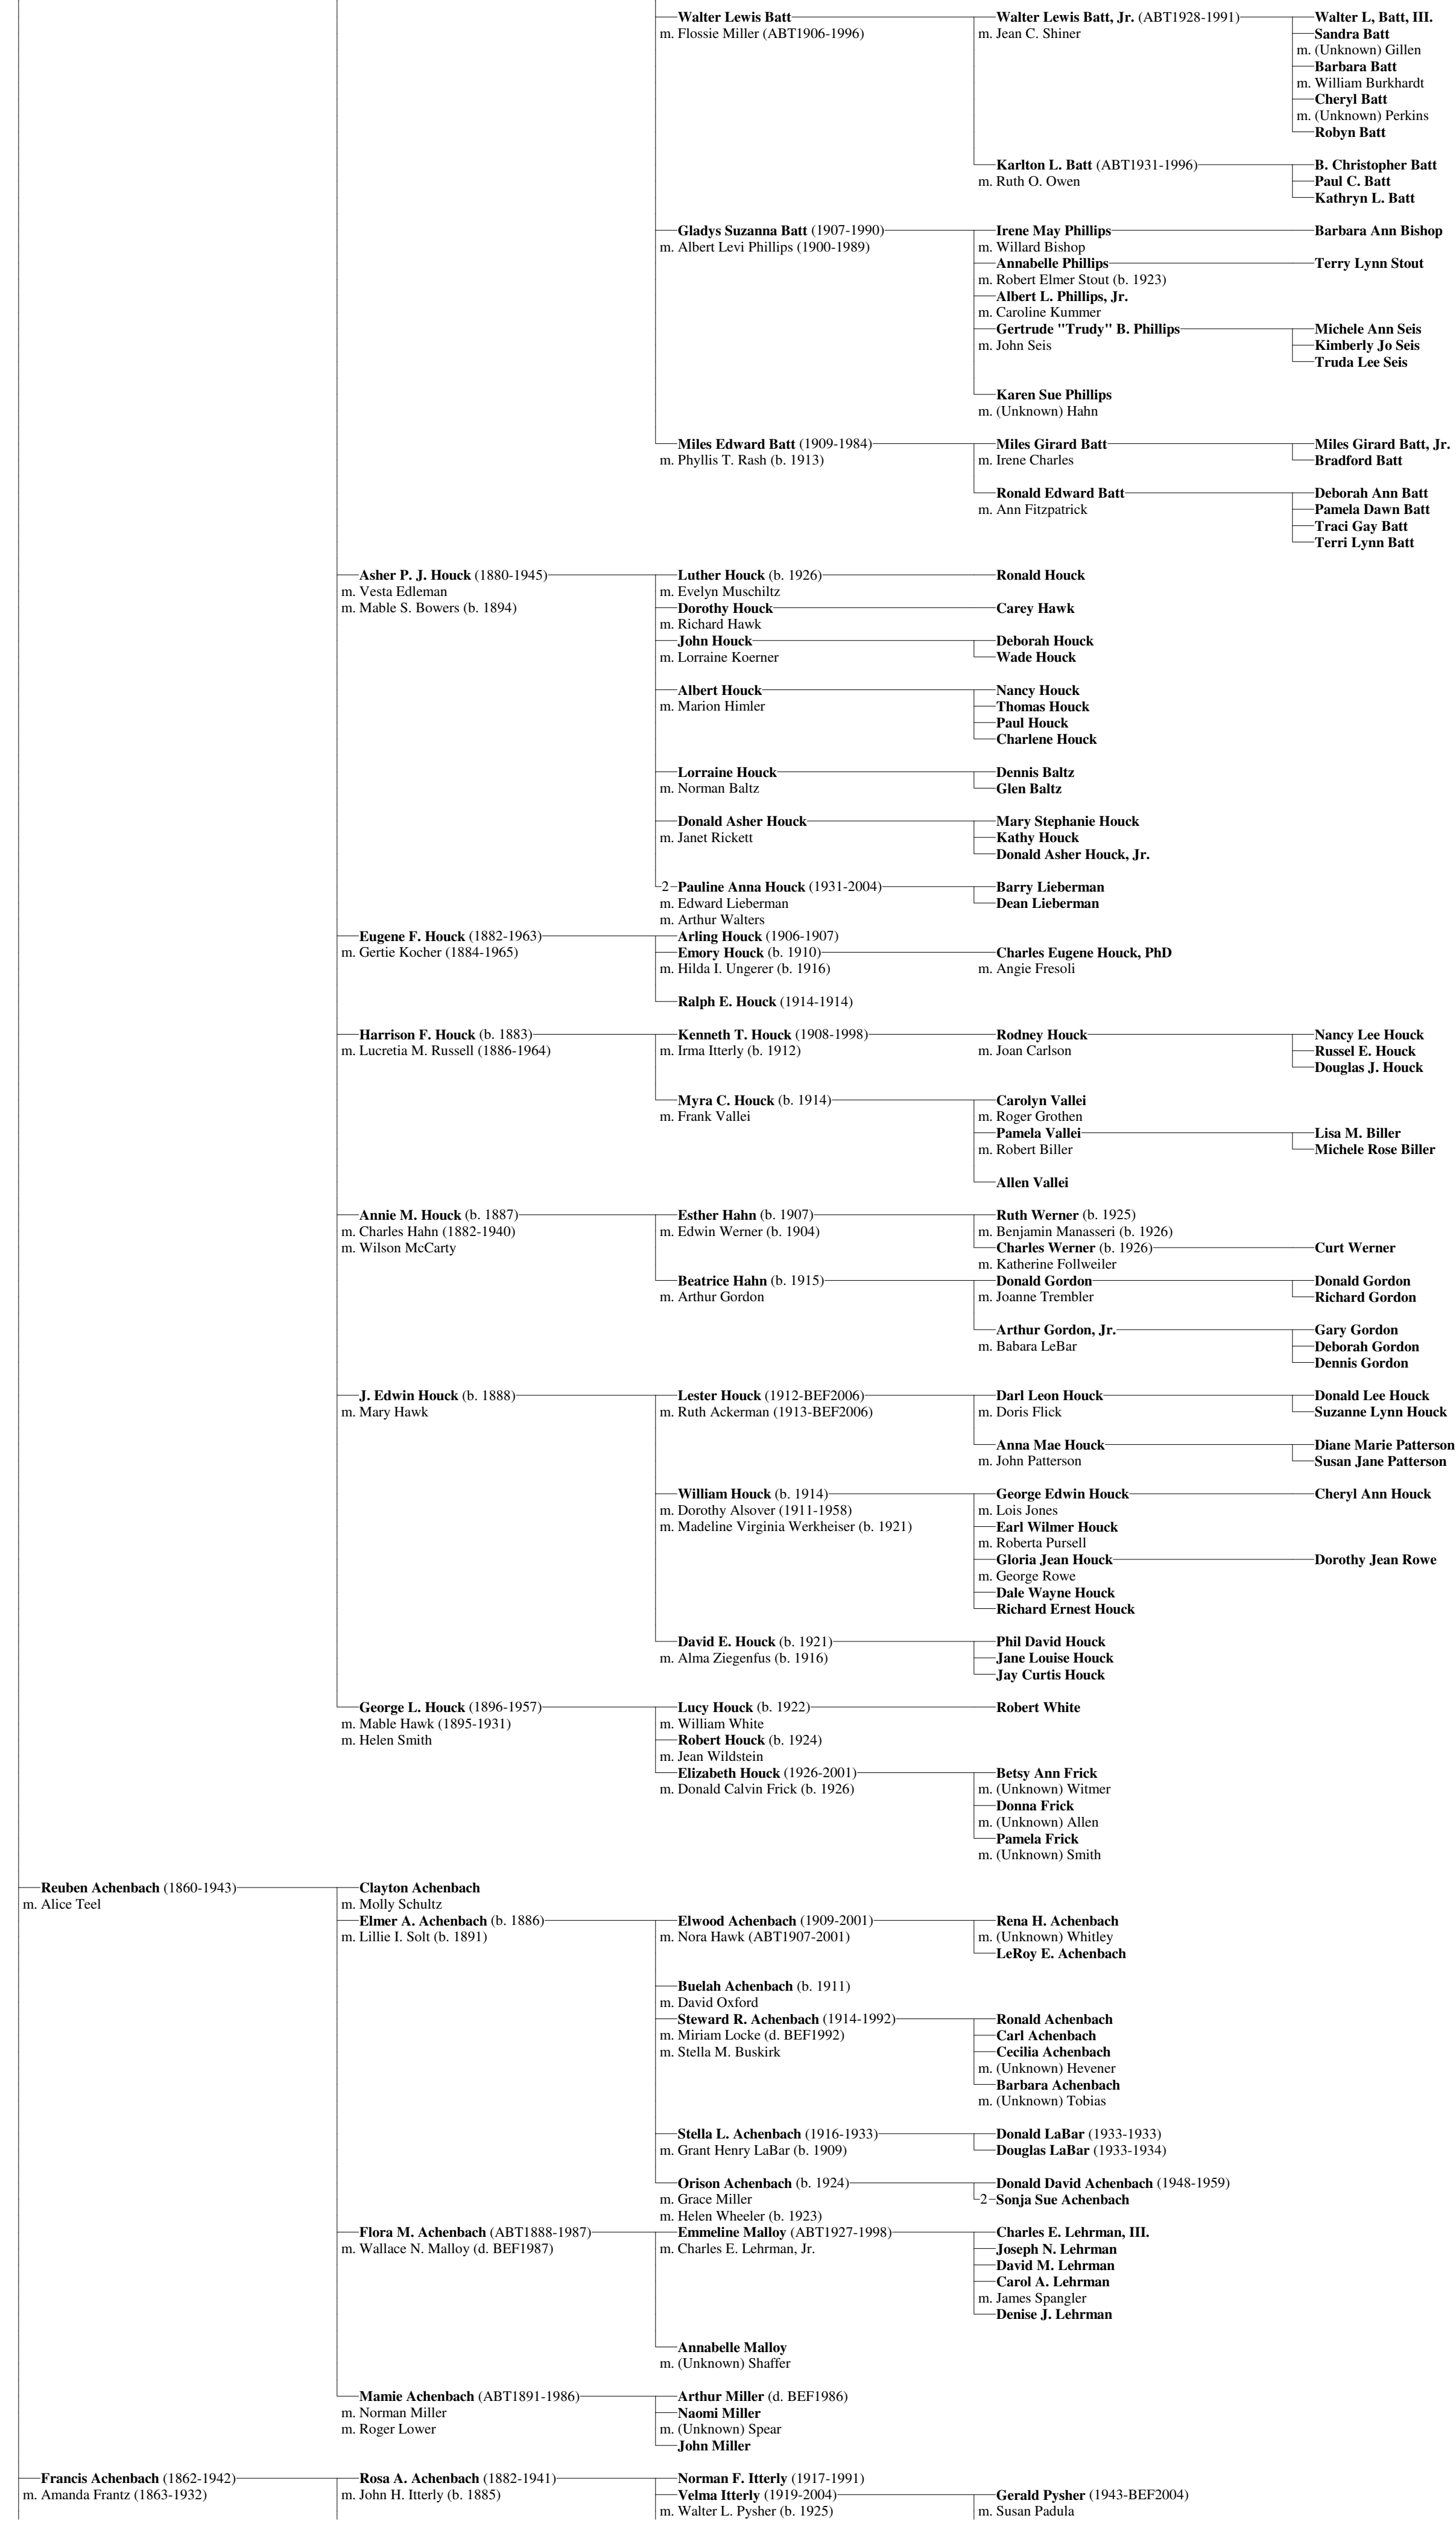 Walter Lewis Batt Walter Lewis Batt, Jr. (ABT1928-1991) Walter L, Batt, III.
m. Flossie Miller (ABT1906-1996) m. Jean C. Shiner Sandra Batt
m. (Unknown) Gillen
Barbara Batt
m. William Burkhardt
Cheryl Batt
m. (Unknown) Perkins
Robyn Batt
Karlton L. Batt (ABT1931-1996) B. Christopher Batt
m. Ruth O. Owen Paul C. Batt
Kathryn L. Batt
Gladys Suzanna Batt (1907-1990) Irene May Phillips Barbara Ann Bishop
m. Albert Levi Phillips (1900-1989) m. Willard Bishop
Annabelle Phillips Terry Lynn Stout
m. Robert Elmer Stout (b. 1923)
Albert L. Phillips, Jr.
m. Caroline Kummer
Gertrude "Trudy" B. Phillips Michele Ann Seis
m. John Seis Kimberly Jo Seis
Truda Lee Seis
Karen Sue Phillips
m. (Unknown) Hahn
Miles Edward Batt (1909-1984) Miles Girard Batt Miles Girard Batt, Jr.
m. Phyllis T. Rash (b. 1913) m. Irene Charles Bradford Batt
Ronald Edward Batt Deborah Ann Batt
m. Ann Fitzpatrick Pamela Dawn Batt
Traci Gay Batt
Terri Lynn Batt
Asher P. J. Houck (1880-1945) Luther Houck (b. 1926) Ronald Houck
m. Vesta Edleman m. Evelyn Muschiltz
m. Mable S. Bowers (b. 1894) Dorothy Houck Carey Hawk
m. Richard Hawk
John Houck Deborah Houck
m. Lorraine Koerner Wade Houck
Albert Houck Nancy Houck
m. Marion Himler Thomas Houck
Paul Houck
Charlene Houck
Lorraine Houck Dennis Baltz
m. Norman Baltz Glen Baltz
Donald Asher Houck Mary Stephanie Houck
m. Janet Rickett Kathy Houck
Donald Asher Houck, Jr.
2 Pauline Anna Houck (1931-2004) Barry Lieberman
m. Edward Lieberman Dean Lieberman
m. Arthur Walters
Eugene F. Houck (1882-1963) Arling Houck (1906-1907)
m. Gertie Kocher (1884-1965) Emory Houck (b. 1910) Charles Eugene Houck, PhD
m. Hilda I. Ungerer (b. 1916) m. Angie Fresoli
Ralph E. Houck (1914-1914)
Harrison F. Houck (b. 1883) Kenneth T. Houck (1908-1998) Rodney Houck Nancy Lee Houck
m. Lucretia M. Russell (1886-1964) m. Irma Itterly (b. 1912) m. Joan Carlson Russel E. Houck
Douglas J. Houck
Myra C. Houck (b. 1914) Carolyn Vallei
m. Frank Vallei m. Roger Grothen
Pamela Vallei Lisa M. Biller
m. Robert Biller Michele Rose Biller
Allen Vallei
Annie M. Houck (b. 1887) Esther Hahn (b. 1907) Ruth Werner (b. 1925)
m. Charles Hahn (1882-1940) m. Edwin Werner (b. 1904) m. Benjamin Manasseri (b. 1926)
m. Wilson McCarty Charles Werner (b. 1926) Curt Werner
m. Katherine Follweiler
Beatrice Hahn (b. 1915) Donald Gordon Donald Gordon
m. Arthur Gordon m. Joanne Trembler Richard Gordon
Arthur Gordon, Jr. Gary Gordon
m. Babara LeBar Deborah Gordon
Dennis Gordon
J. Edwin Houck (b. 1888) Lester Houck (1912-BEF2006) Darl Leon Houck Donald Lee Houck
m. Mary Hawk m. Ruth Ackerman (1913-BEF2006) m. Doris Flick Suzanne Lynn Houck
Anna Mae Houck Diane Marie Patterson
m. John Patterson Susan Jane Patterson
William Houck (b. 1914) George Edwin Houck Cheryl Ann Houck
m. Dorothy Alsover (1911-1958) m. Lois Jones
m. Madeline Virginia Werkheiser (b. 1921) Earl Wilmer Houck
m. Roberta Pursell
Gloria Jean Houck Dorothy Jean Rowe
m. George Rowe
Dale Wayne Houck
Richard Ernest Houck
David E. Houck (b. 1921) Phil David Houck
m. Alma Ziegenfus (b. 1916) Jane Louise Houck
Jay Curtis Houck
George L. Houck (1896-1957) Lucy Houck (b. 1922) Robert White
m. Mable Hawk (1895-1931) m. William White
m. Helen Smith Robert Houck (b. 1924)
m. Jean Wildstein
Elizabeth Houck (1926-2001) Betsy Ann Frick
m. Donald Calvin Frick (b. 1926) m. (Unknown) Witmer
Donna Frick
m. (Unknown) Allen
Pamela Frick
m. (Unknown) Smith
Reuben Achenbach (1860-1943) Clayton Achenbach
m. Alice Teel m. Molly Schultz
Elmer A. Achenbach (b. 1886) Elwood Achenbach (1909-2001) Rena H. Achenbach
m. Lillie I. Solt (b. 1891) m. Nora Hawk (ABT1907-2001) m. (Unknown) Whitley
LeRoy E. Achenbach
Buelah Achenbach (b. 1911)
m. David Oxford
Steward R. Achenbach (1914-1992) Ronald Achenbach
m. Miriam Locke (d. BEF1992) Carl Achenbach
m. Stella M. Buskirk Cecilia Achenbach
m. (Unknown) Hevener
Barbara Achenbach
m. (Unknown) Tobias
Stella L. Achenbach (1916-1933) Donald LaBar (1933-1933)
m. Grant Henry LaBar (b. 1909) Douglas LaBar (1933-1934)
Orison Achenbach (b. 1924) Donald David Achenbach (1948-1959)
m. Grace Miller 2 Sonja Sue Achenbach
m. Helen Wheeler (b. 1923)
Flora M. Achenbach (ABT1888-1987) Emmeline Malloy (ABT1927-1998) Charles E. Lehrman, III.
m. Wallace N. Malloy (d. BEF1987) m. Charles E. Lehrman, Jr. Joseph N. Lehrman
David M. Lehrman
Carol A. Lehrman
m. James Spangler
Denise J. Lehrman
Annabelle Malloy
m. (Unknown) Shaffer
Mamie Achenbach (ABT1891-1986) Arthur Miller (d. BEF1986)
m. Norman Miller Naomi Miller
m. Roger Lower m. (Unknown) Spear
John Miller
Francis Achenbach (1862-1942) Rosa A. Achenbach (1882-1941) Norman F. Itterly (1917-1991)
m. Amanda Frantz (1863-1932) m. John H. Itterly (b. 1885) Velma Itterly (1919-2004) Gerald Pysher (1943-BEF2004)
m. Walter L. Pysher (b. 1925) m. Susan Padula